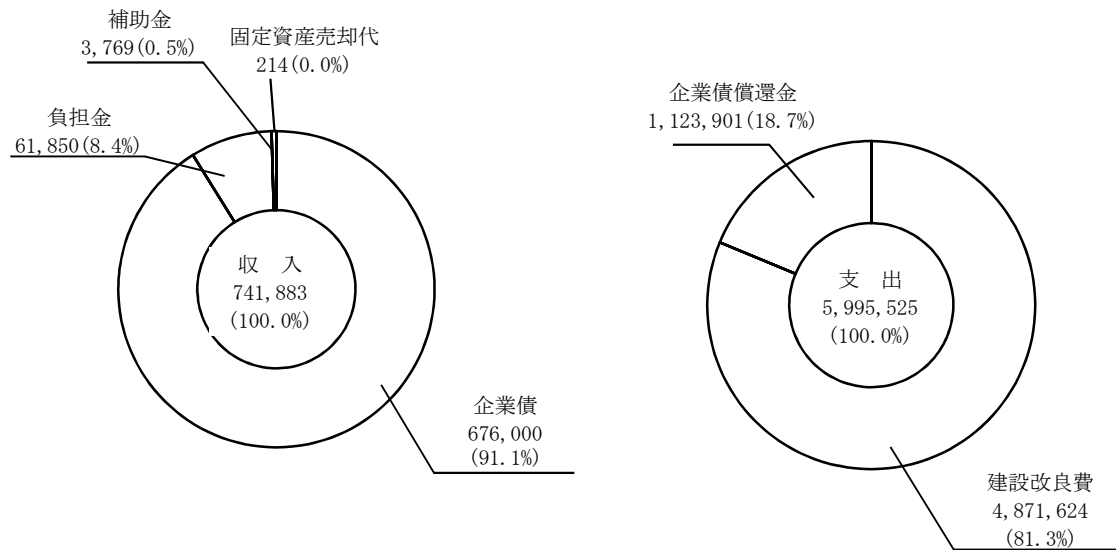 補助金
3,769(0.5%)
固定資産売却代
214(0.0%)
負担金
61,850(8.4%)
収 入
741,883
(100.0%)
企業債
676,000
(91.1%)
企業債償還金
1,123,901(18.7%)
支 出
5,995,525
(100.0%)
建設改良費
4,871,624
(81.3%)